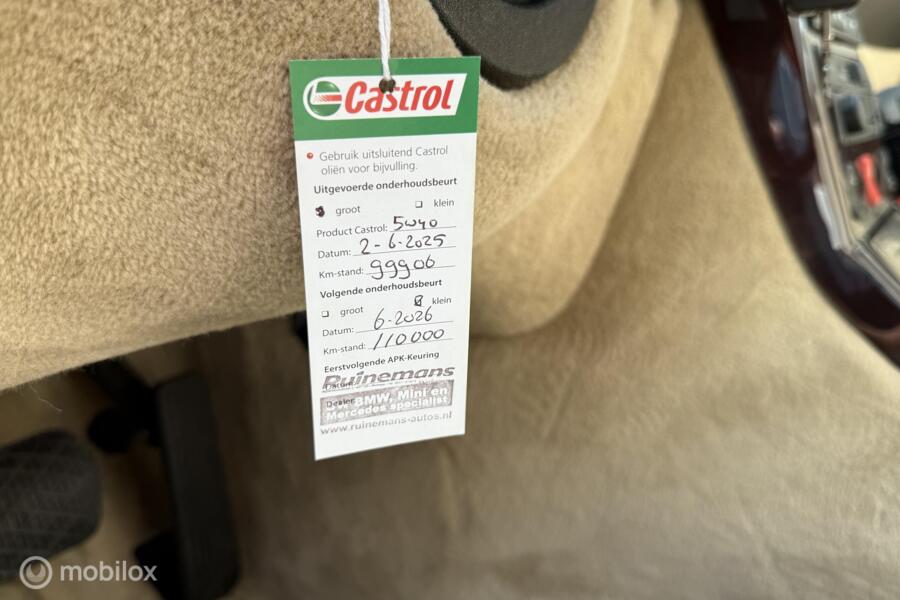 Castrol
Gebruik uitsluitend Castrol
oliën voor bijvulling.
Uitgevoerde onderhoudsbeurt
groot klein
Product Castrol: 5W40
Datum: 2-6-2025
Km-stand: 99906
Volgende onderhoudsbeurt
groot klein
Datum: 6-2026
Km-stand: 110000
Eerstvolgende APK-Keuring
Ruinemans
Datum:
Dealer:
BMW, Mini en
Mercedes specialist
www.ruinemans-autos.nl
mobilox